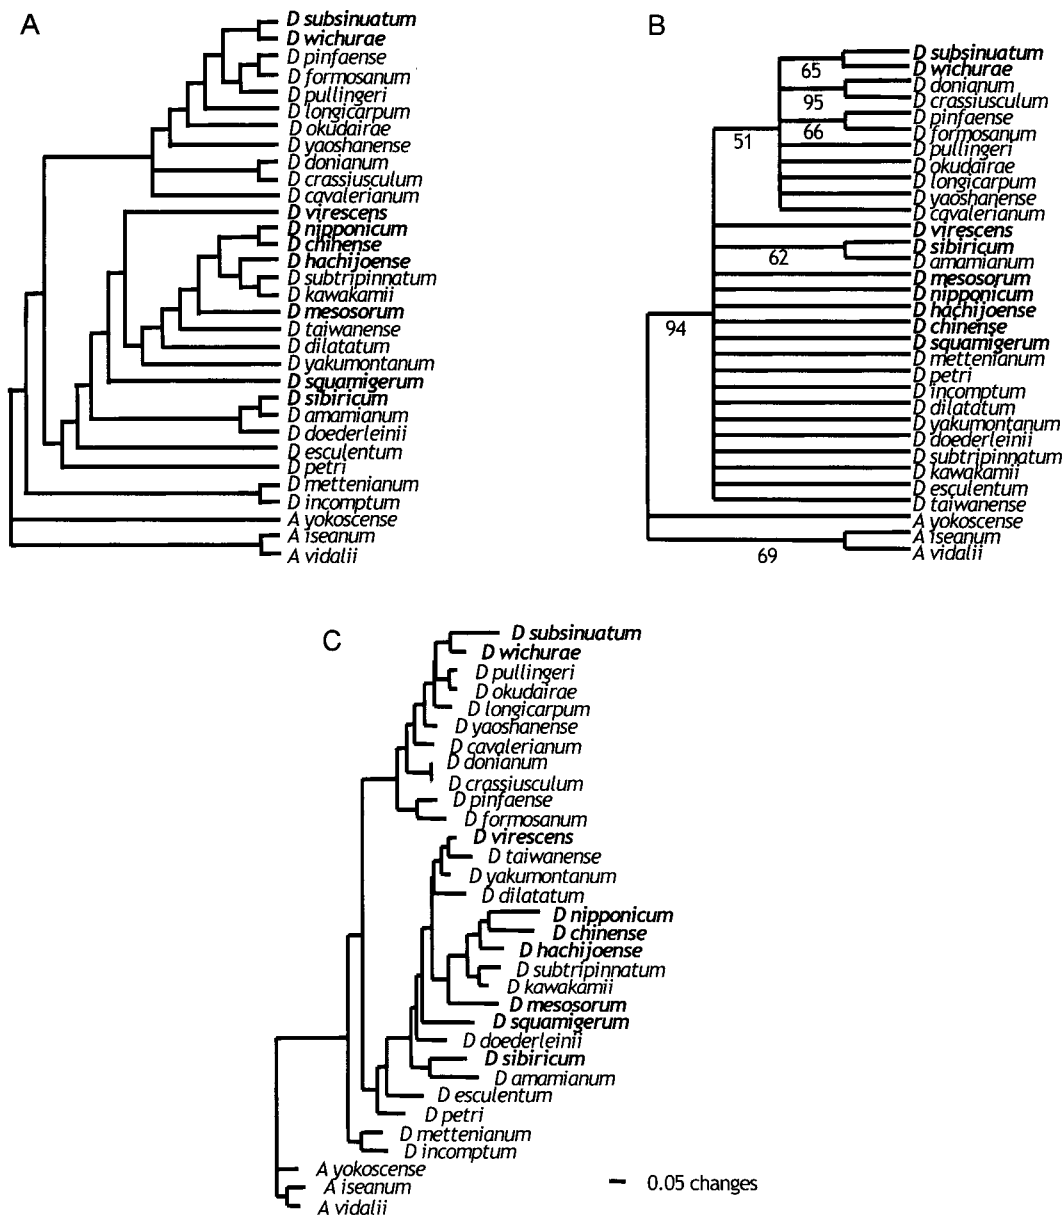 A
D subsinuatum
D wichurae
D pinfaense
D formosanum
D pullingeri
D longicarpum
D okudairae
D yaoshanense
D donianum
D crassiusculum
D cavalerianum
D virescens
D nipponicum
D chinense
D hachijoense
D subtripinnatum
D kawakamii
D mesosorum
D taiwanense
D dilatatum
D yakumontanum
D squamigerum
D sibiricum
D amamianum
D doederleinii
D esculentum
D petri
D mettenianum
D incomptum
A yokoscense
A iseanum
A vidalii
B
D subsinuatum
65
D wichurae
D donianum
95
D crassiusculum
D pinfaense
66
D formosanum
51
D pullingeri
D okudairae
D longicarpum
D yaoshanense
D cavalerianum
D virescens
D sibiricum
62
D amamianum
D mesosorum
D nipponicum
D hachijoense
94
D chinense
D squamigerum
D mettenianum
D petri
D incomptum
D dilatatum
D yakumontanum
D doederleinii
D subtripinnatum
D kawakamii
D esculentum
D taiwanense
A yokoscense
A iseanum
69
A vidalii
C
D subsinuatum
D wichurae
D pullingeri
D okudairae
D longicarpum
D yaoshanense
D cavalerianum
D donianum
D crassiusculum
D pinfaense
D formosanum
D virescens
D taiwanense
D yakumontanum
D dilatatum
D nipponicum
D chinense
D hachijoense
D subtripinnatum
D kawakamii
D mesosorum
D squamigerum
D doederleinii
D sibiricum
D amamianum
D esculentum
D petri
D mettenianum
D incomptum
A yokoscense
A iseanum
A vidalii
0.05 changes